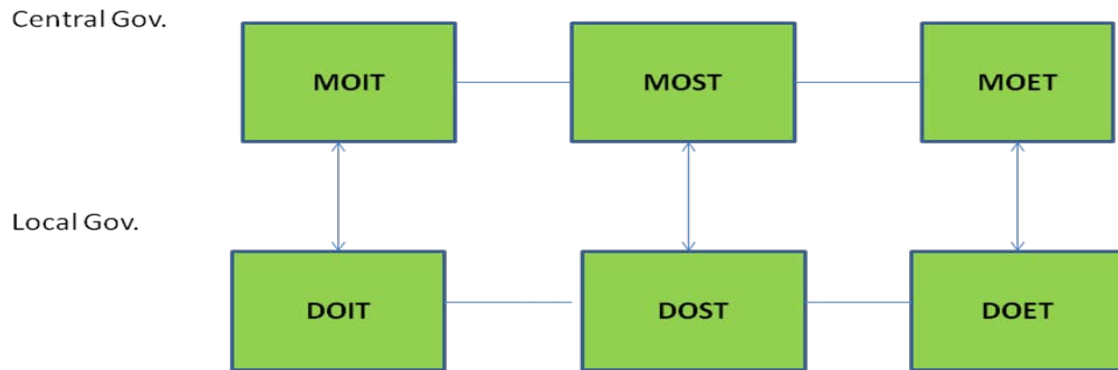 Central Gov.
MOIT MOST MOET
Local Gov.
DOIT DOST DOET